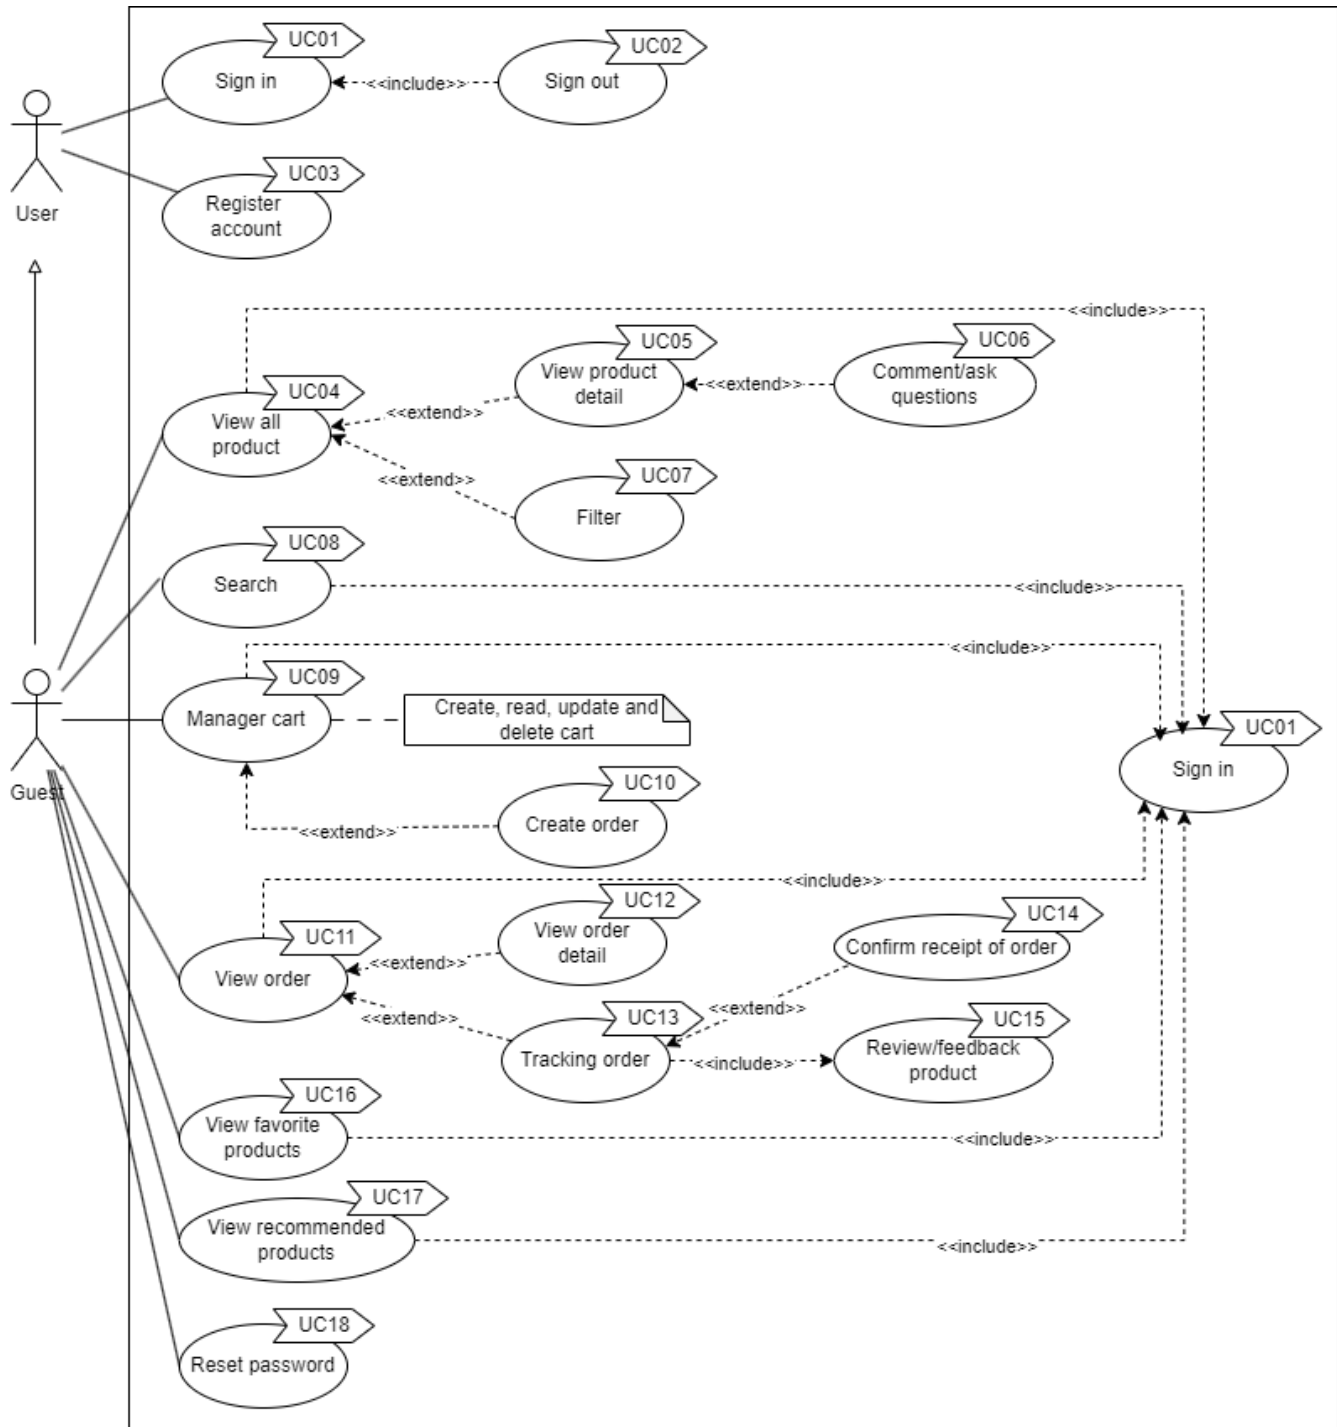 UC01
Sign in
<<include>>
UC02
Sign out
User
UC03
Register
account
<<include>>
UC04
View all
product
<<extend>>
UC05
View product
detail
<<extend>>
UC06
Comment/ask
questions
<<extend>>
UC07
Filter
UC08
Search
<<include>>
<<include>>
UC09
Manager cart
Create, read, update and
delete cart
UC01
Sign in
Guest
<<extend>>
UC10
Create order
<<include>>
UC11
View order
<<extend>>
UC12
View order
detail
<<extend>>
UC13
Tracking order
<<extend>>
UC14
Confirm receipt of order
<<include>>
UC15
Review/feedback
product
UC16
View favorite
products
<<include>>
UC17
View recommended
products
<<include>>
UC18
Reset password